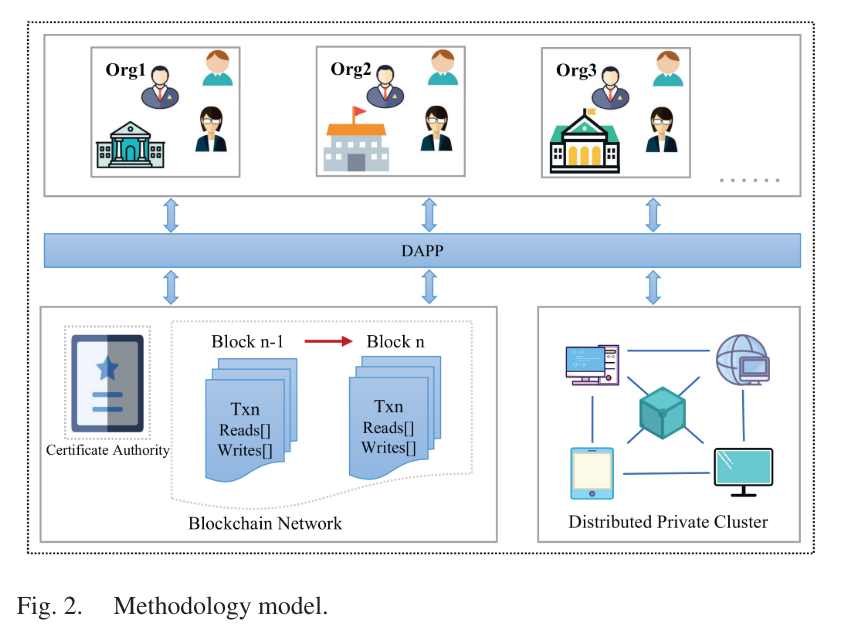 Org1
Org2
Org3
. . . . . .
DAPP
Block n-1
Block n
Txn
Reads[]
Writes[]
Txn
Reads[]
Writes[]
Certificate Authority
Blockchain Network
Distributed Private Cluster
Fig. 2. Methodology model.